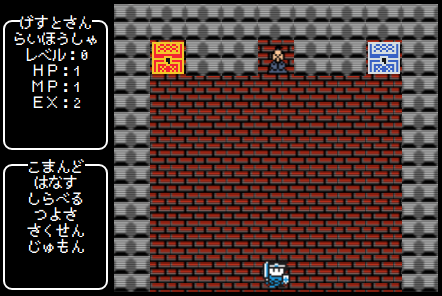 げすとさん
らいほうしゃ
レベル：0
HP：1
MP：1
EX：2
こまんど
はなす
しらべる
つよさ
さくせん
じゅもん